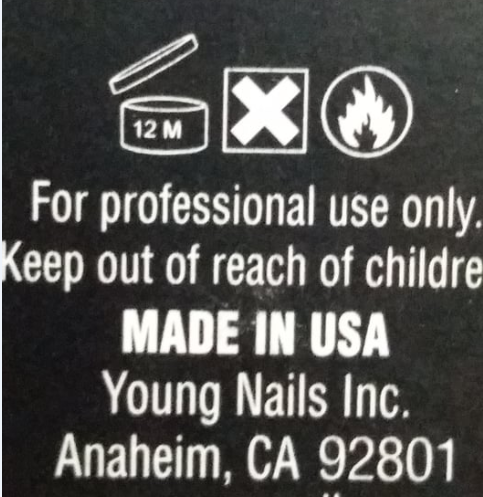 12 M
For professional use only.
Keep out of reach of childre
MADE IN USA
Young Nails Inc.
Anaheim, CA 92801